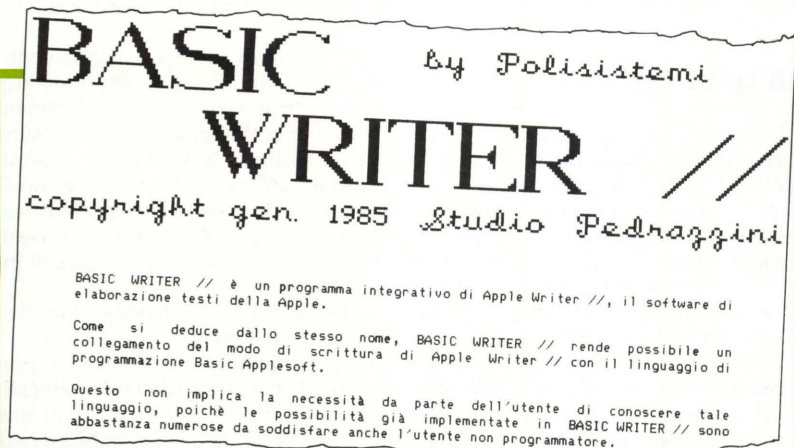 BASIC by Polisistemi
WRITER //
copyright gen. 1985 Studio Pedrazzini
BASIC WRITER // è un programma integrativo di Apple Writer //, il software di
elaborazione testi della Apple.
Come si deduce dallo stesso nome, BASIC WRITER // rende possibile un
collegamento del modo di scrittura di Apple Writer // con il linguaggio di
programmazione Basic Applesoft.
Questo non implica la necessità da parte dell'utente di conoscere tale
linguaggio, poichè le possibilità già implementate in BASIC WRITER // sono
abbastanza numerose da soddisfare anche l'utente non programmatore.